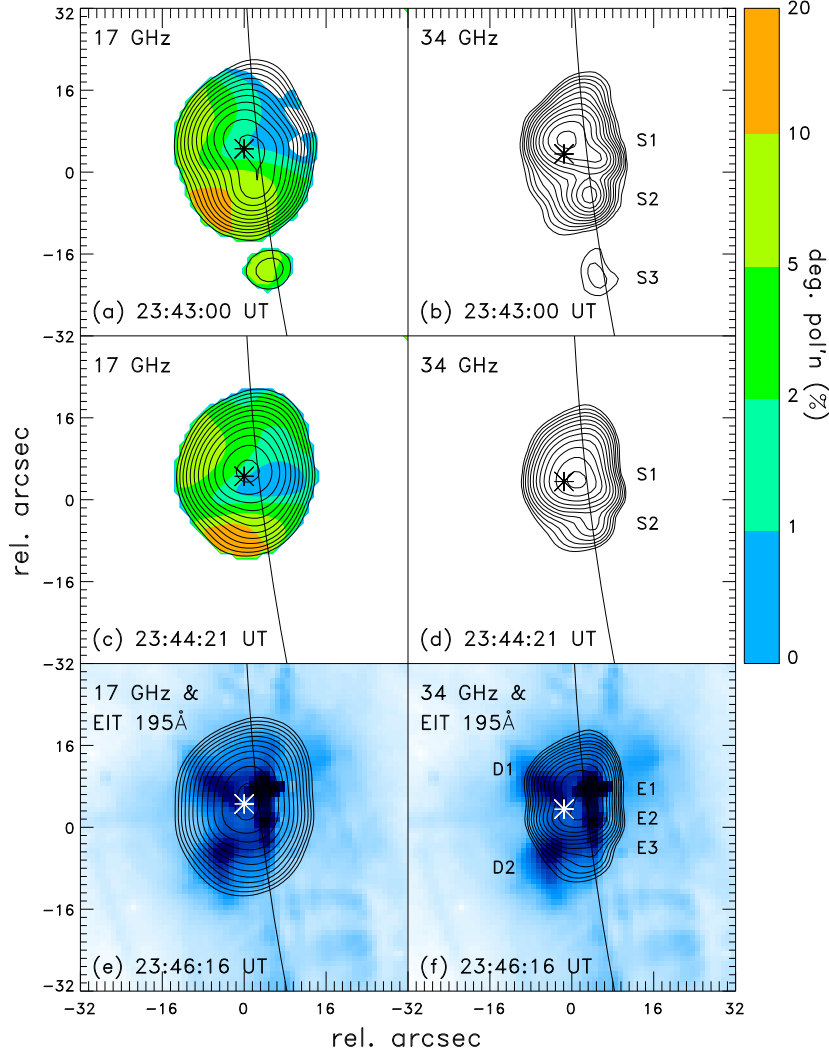 32
17 GHz
34 GHz
20
16
S1
10
0
S2
-16
S3
5
(a) 23:43:00 UT
(b) 23:43:00 UT
deg. pol'n (%)
-32
17 GHz
34 GHz
2
16
S1
0
S2
1
-16
(c) 23:44:21 UT
(d) 23:44:21 UT
0
-32
17 GHz &
EIT 195Å
34 GHz &
EIT 195Å
16
D1
E1
E2
0
E3
D2
-16
(e) 23:46:16 UT
(f) 23:46:16 UT
-32
-32 -16 0 16 -32 -16 0 16 32
rel. arcsec
rel. arcsec